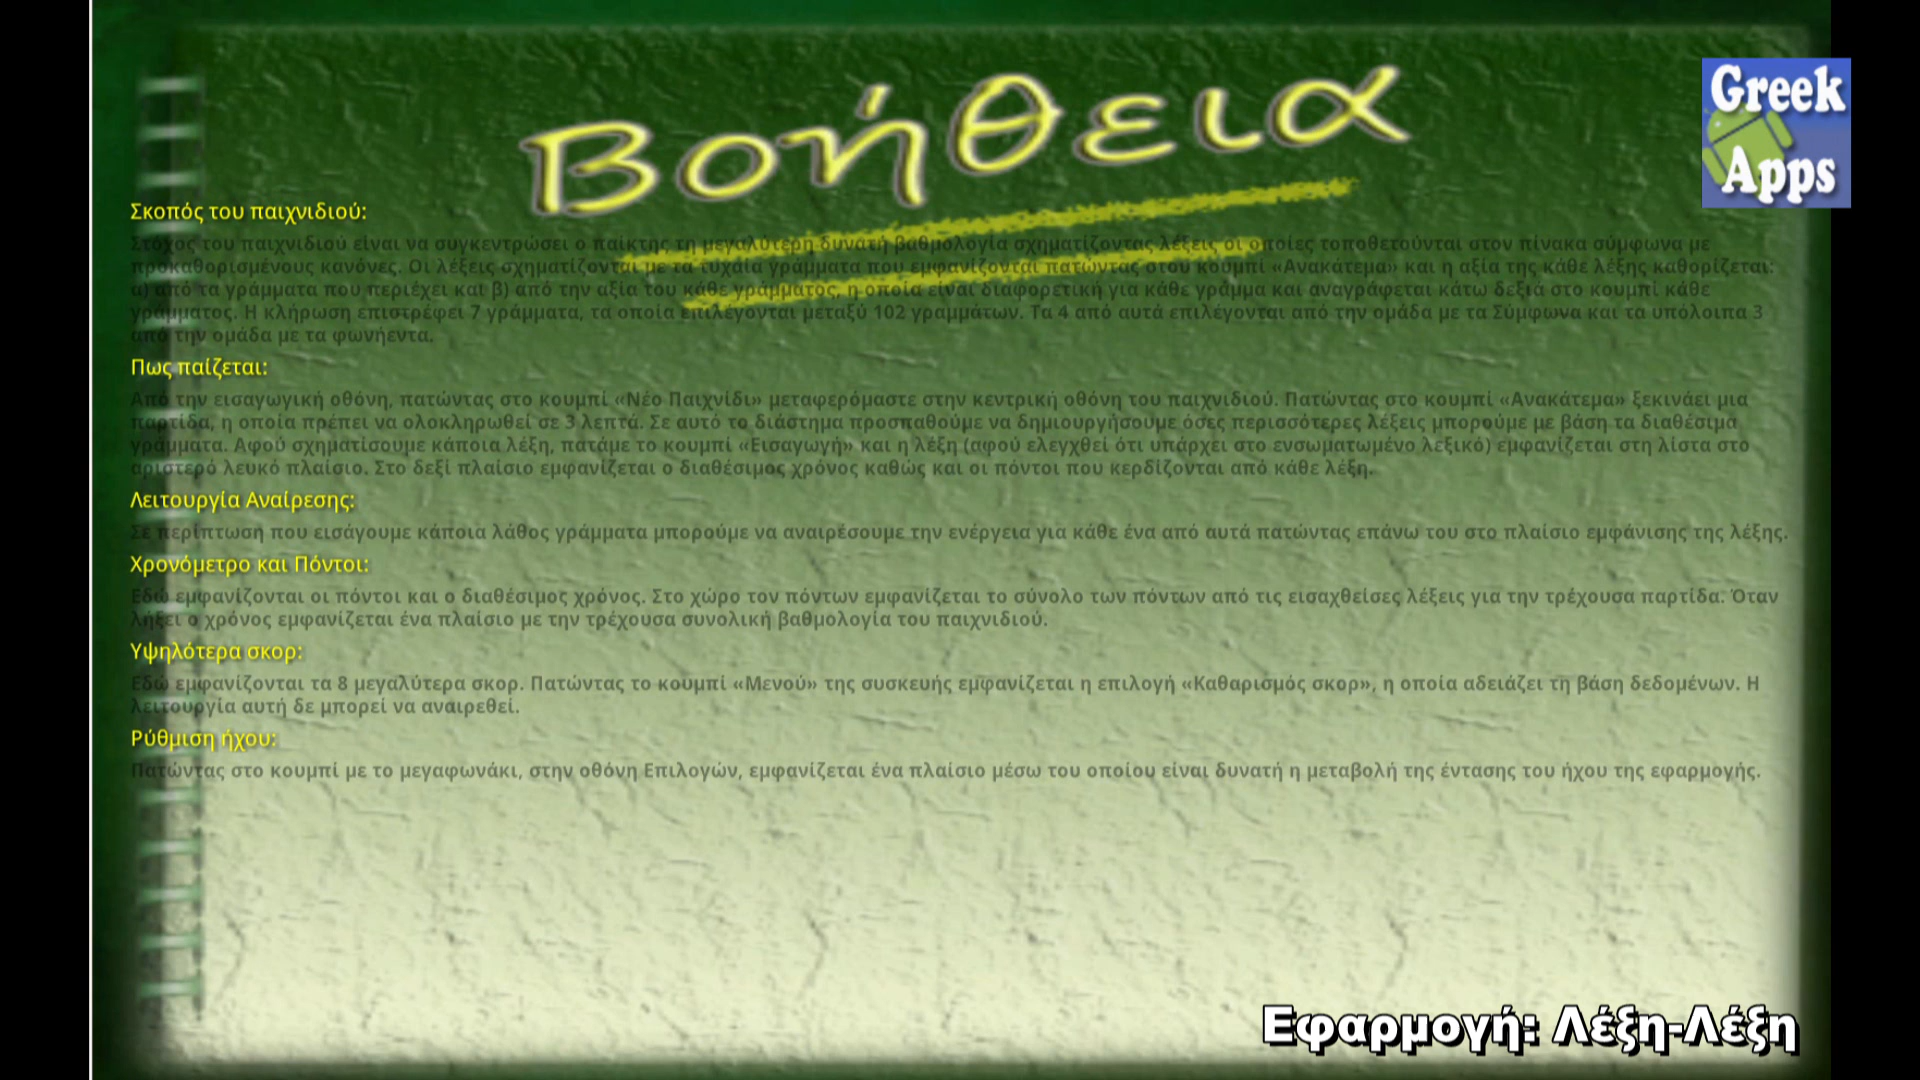 Βοήθεια
Greek
Apps
Σκοπός του παιχνιδιού:
Στόχος του παιχνιδιού είναι να συγκεντρώσει ο παίκτης τη μεγαλύτερη δυνατή βαθμολογία σχηματίζοντας λέξεις οι οποίες τοποθετούνται στον πίνακα σύμφωνα με
προκαθορισμένους κανόνες. Οι λέξεις σχηματίζονται με τα τυχαία γράμματα που εμφανίζονται πατώντας στου κουμπί «Ανακάτεμα» και η αξία της κάθε λέξης καθορίζεται:
α) από τα γράμματα που περιέχει και β) από την αξία του κάθε γράμματος, η οποία είναι διαφορετική για κάθε γράμμα και αναγράφεται κάτω δεξιά στο κουμπί κάθε
γράμματος. Η κλήρωση επιστρέφει 7 γράμματα, τα οποία επιλέγονται μεταξύ 102 γραμμάτων. Τα 4 από αυτά επιλέγονται από την ομάδα με τα Σύμφωνα και τα υπόλοιπα 3
από την ομάδα με τα φωνήεντα.
Πως παίζεται:
Από την εισαγωγική οθόνη, πατώντας στο κουμπί «Νέο Παιχνίδι» μεταφερόμαστε στην κεντρική οθόνη του παιχνιδιού. Πατώντας στο κουμπί «Ανακάτεμα» ξεκινάει μια
παρτίδα, η οποία πρέπει να ολοκληρωθεί σε 3 λεπτά. Σε αυτό το διάστημα προσπαθούμε να δημιουργήσουμε όσες περισσότερες λέξεις μπορούμε με βάση τα διαθέσιμα
γράμματα. Αφού σχηματίσουμε κάποια λέξη, πατάμε το κουμπί «Εισαγωγή» και η λέξη (αφού ελεγχθεί ότι υπάρχει στο ενσωματωμένο λεξικό) εμφανίζεται στη λίστα στο
αριστερό λευκό πλαίσιο. Στο δεξί πλαίσιο εμφανίζεται ο διαθέσιμος χρόνος καθώς και οι πόντοι που κερδίζονται από κάθε λέξη.
Λειτουργία Αναίρεσης:
Σε περίπτωση που εισάγουμε κάποια λάθος γράμματα μπορούμε να αναιρέσουμε την ενέργεια για κάθε ένα από αυτά πατώντας επάνω του στο πλαίσιο εμφάνισης της λέξης.
Χρονόμετρο και Πόντοι:
Εδώ εμφανίζονται οι πόντοι και ο διαθέσιμος χρόνος. Στο χώρο τον πόντων εμφανίζεται το σύνολο των πόντων από τις εισαχθείσες λέξεις για την τρέχουσα παρτίδα. Όταν
λήξει ο χρόνος εμφανίζεται ένα πλαίσιο με την τρέχουσα συνολική βαθμολογία του παιχνιδιού.
Υψηλότερα σκορ:
Εδώ εμφανίζονται τα 8 μεγαλύτερα σκορ. Πατώντας το κουμπί «Μενού» της συσκευής εμφανίζεται η επιλογή «Καθαρισμός σκορ», η οποία αδειάζει τη βάση δεδομένων. Η
λειτουργία αυτή δε μπορεί να αναιρεθεί.
Ρύθμιση ήχου:
Πατώντας στο κουμπί με το μεγαφωνάκι, στην οθόνη Επιλογών, εμφανίζεται ένα πλαίσιο μέσω του οποίου είναι δυνατή η μεταβολή της έντασης του ήχου της εφαρμογής.
Εφαρμογή: Λέξη-Λέξη